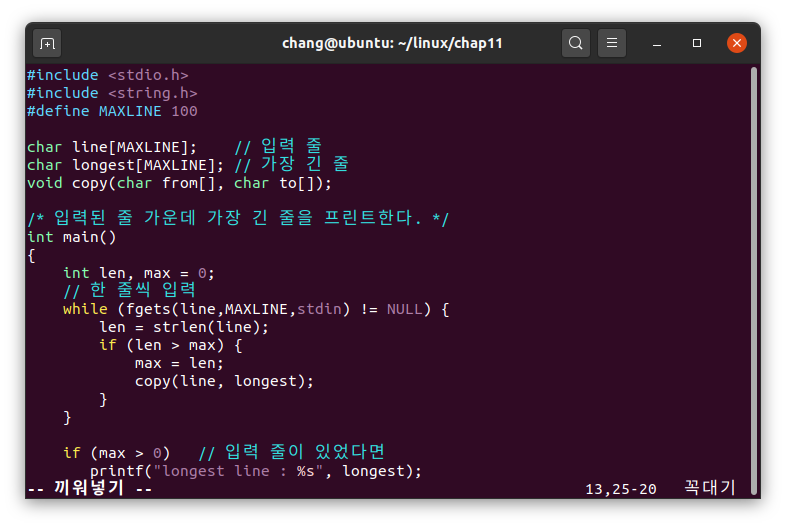 chang@ubuntu: ~/linux/chap11
#include <stdio.h>
#include <string.h>
#define MAXLINE 100

char line[MAXLINE];    // 입력 줄
char longest[MAXLINE]; // 가장 긴 줄
void copy(char from[], char to[]);

/* 입력된 줄 가운데 가장 긴 줄을 프린트한다. */
int main()
{
    int len, max = 0;
    // 한 줄씩 입력
    while (fgets(line,MAXLINE,stdin) != NULL) {
        len = strlen(line);
        if (len > max) {
            max = len;
            copy(line, longest);
        }
    }

    if (max > 0)   // 입력 줄이 있었다면
       printf("longest line : %s", longest);
-- 끼워넣기 -- 13,25-20 꼭대기